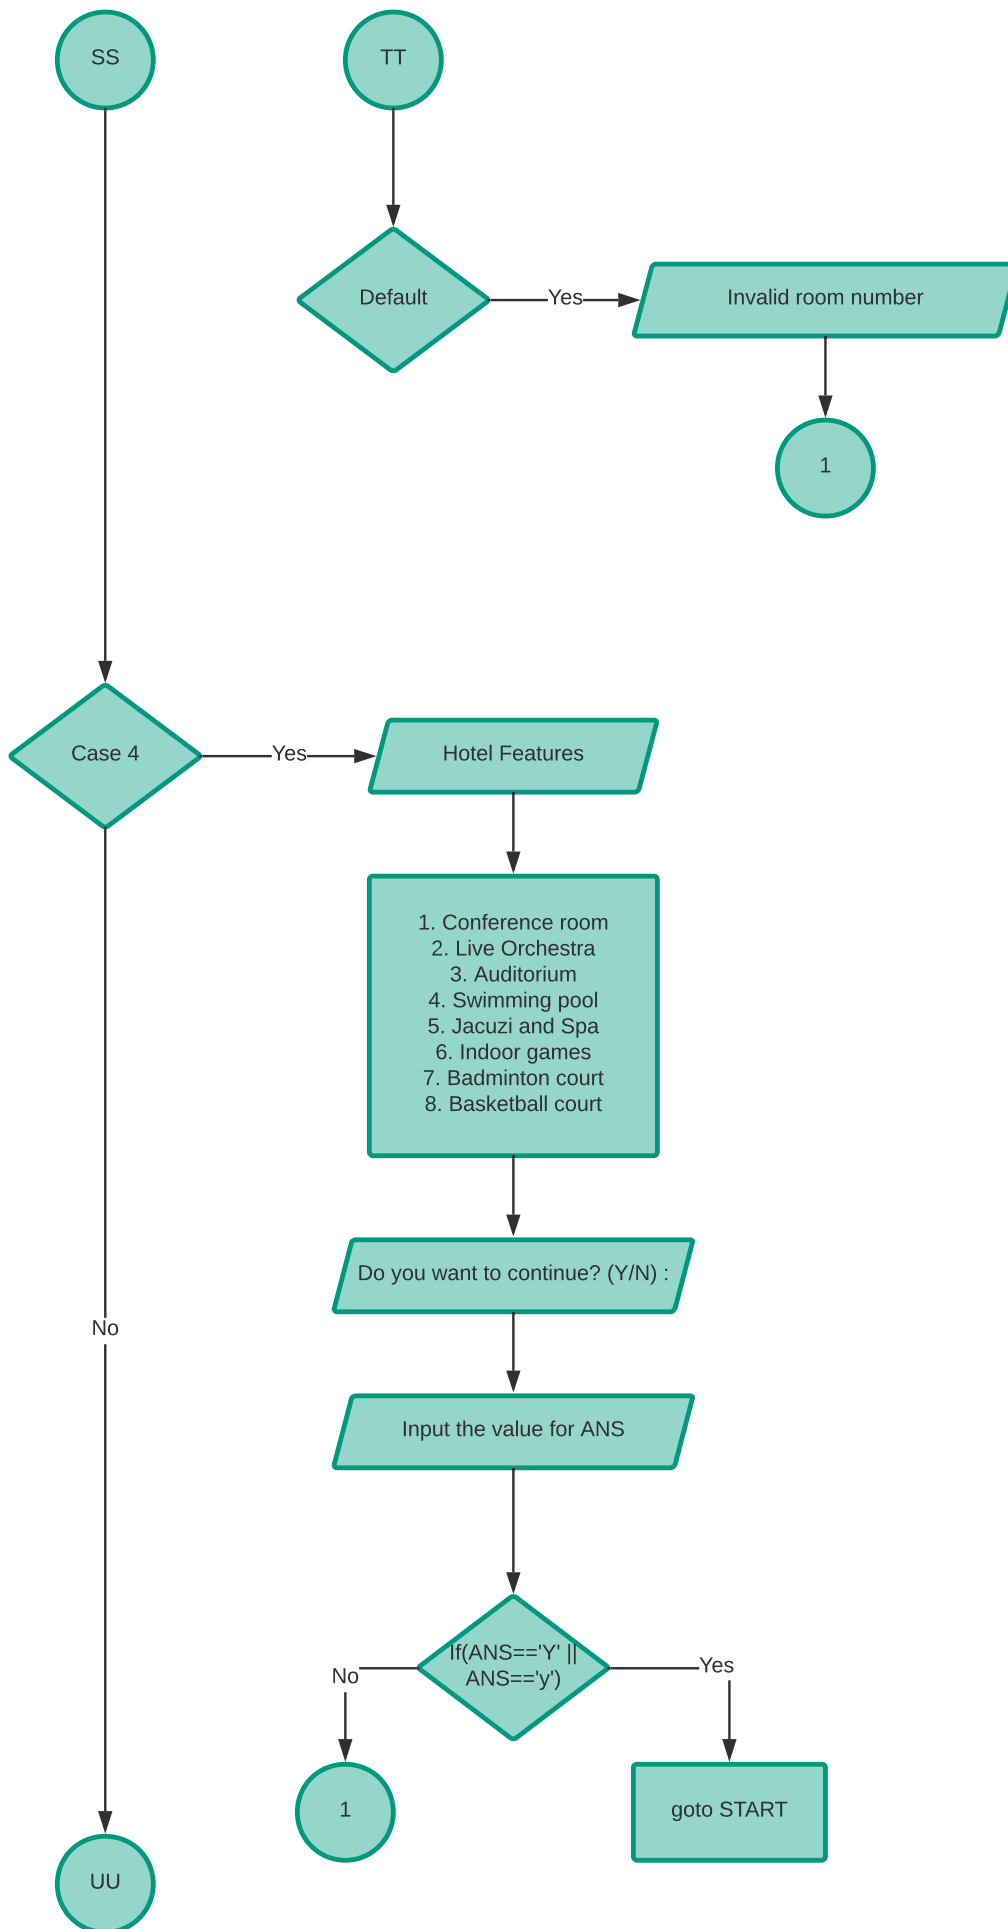 SS
TT
Default
Yes
Invalid room number
1
Case 4
Yes
Hotel Features
1. Conference room
2. Live Orchestra
3. Auditorium
4. Swimming pool
5. Jacuzi and Spa
6. Indoor games
7. Badminton court
8. Basketball court
Do you want to continue? (Y/N) :
No
Input the value for ANS
If(ANS=='Y' ||
ANS=='y')
No
Yes
1
goto START
UU